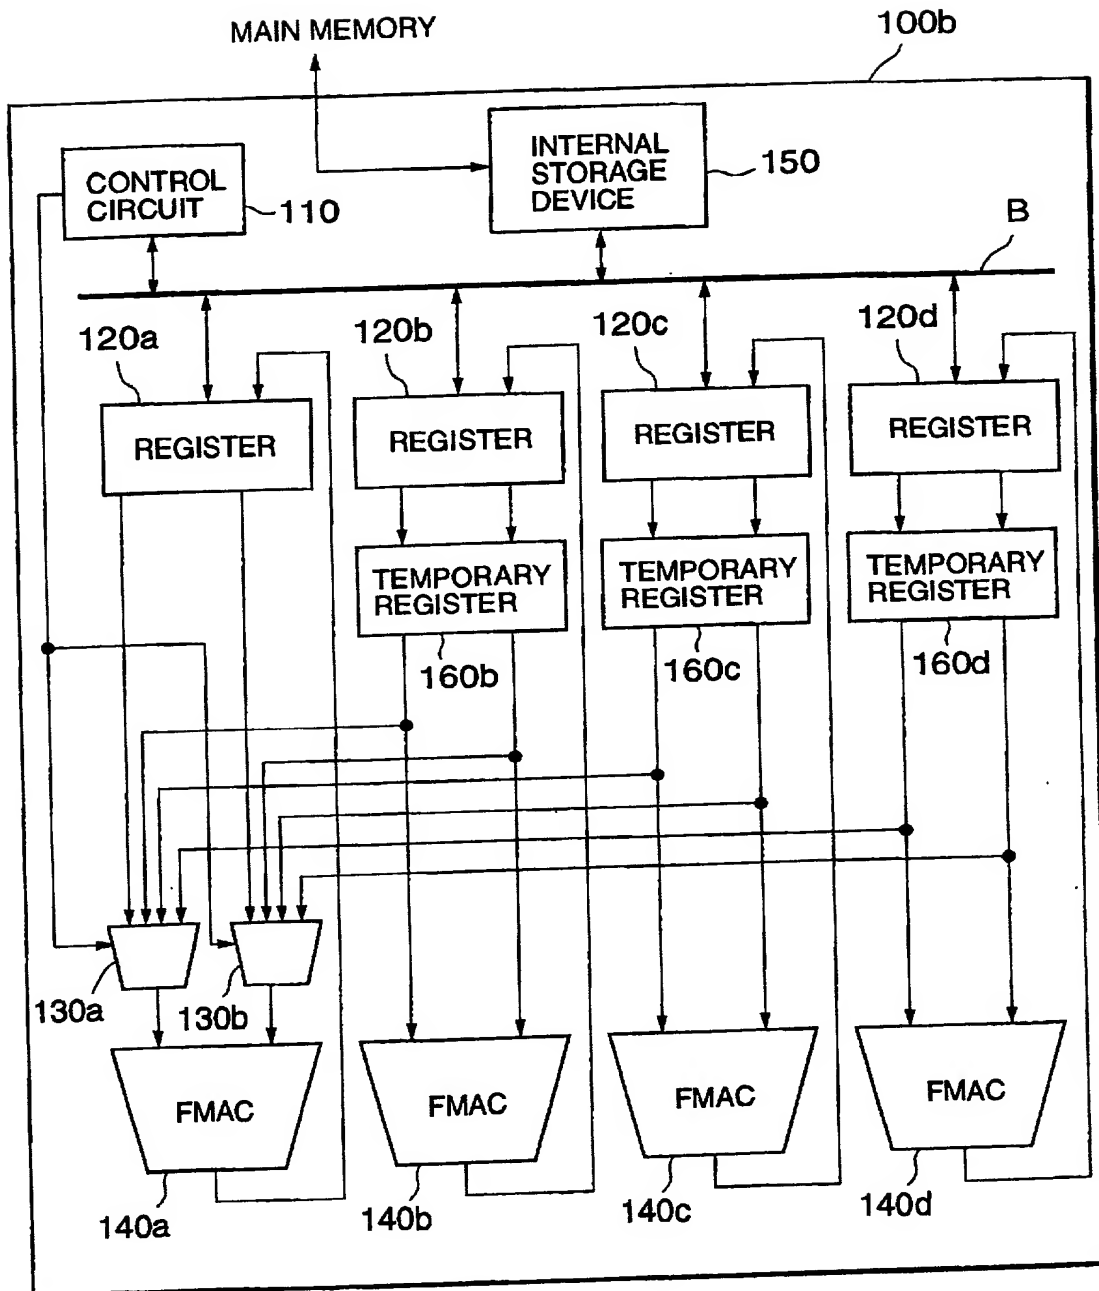 MAIN MEMORY
100b
INTERNAL
STORAGE
DEVICE
150
CONTROL
CIRCUIT
110
B
120a
120b
120c
120d
REGISTER
REGISTER
REGISTER
REGISTER
TEMPORARY
REGISTER
TEMPORARY
REGISTER
TEMPORARY
REGISTER
160b
160c
160d
130a
130b
FMAC
FMAC
FMAC
FMAC
140a
140b
140c
140d